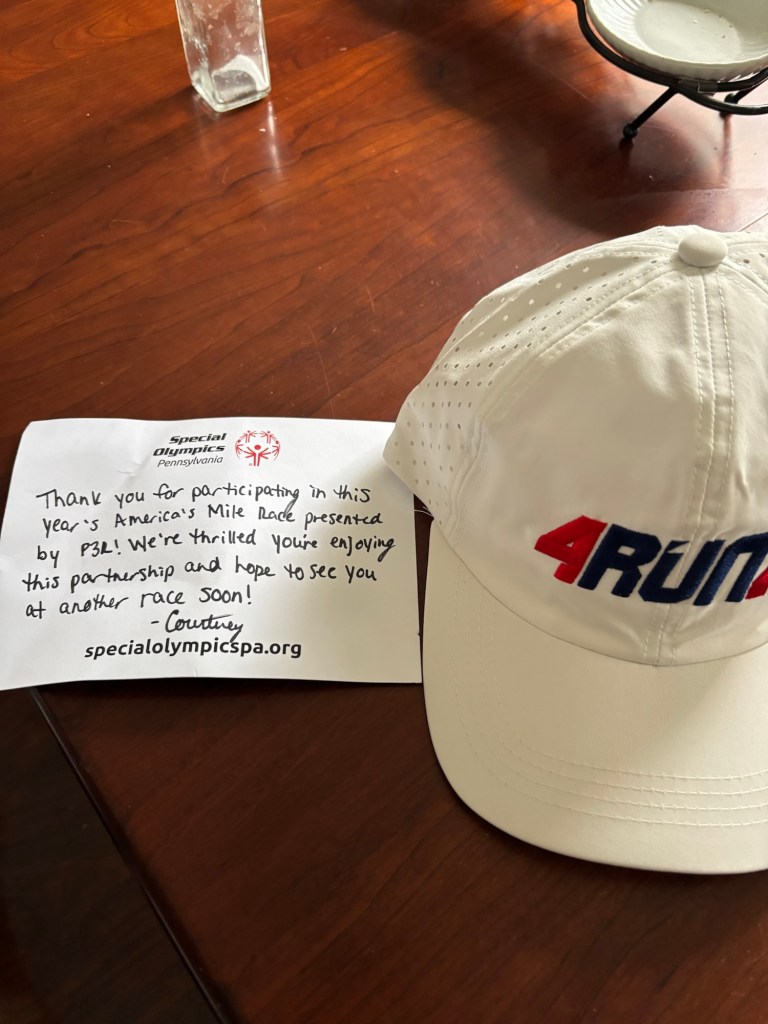 Special
Olympics
Pennsylvania
Thank you for participating in this
year's America's Mile Race presented
by P3R! We're thrilled you're enjoying
this partnership and hope to see you
at another race soon!
- Courtney
specialolympicspa.org
4RUN